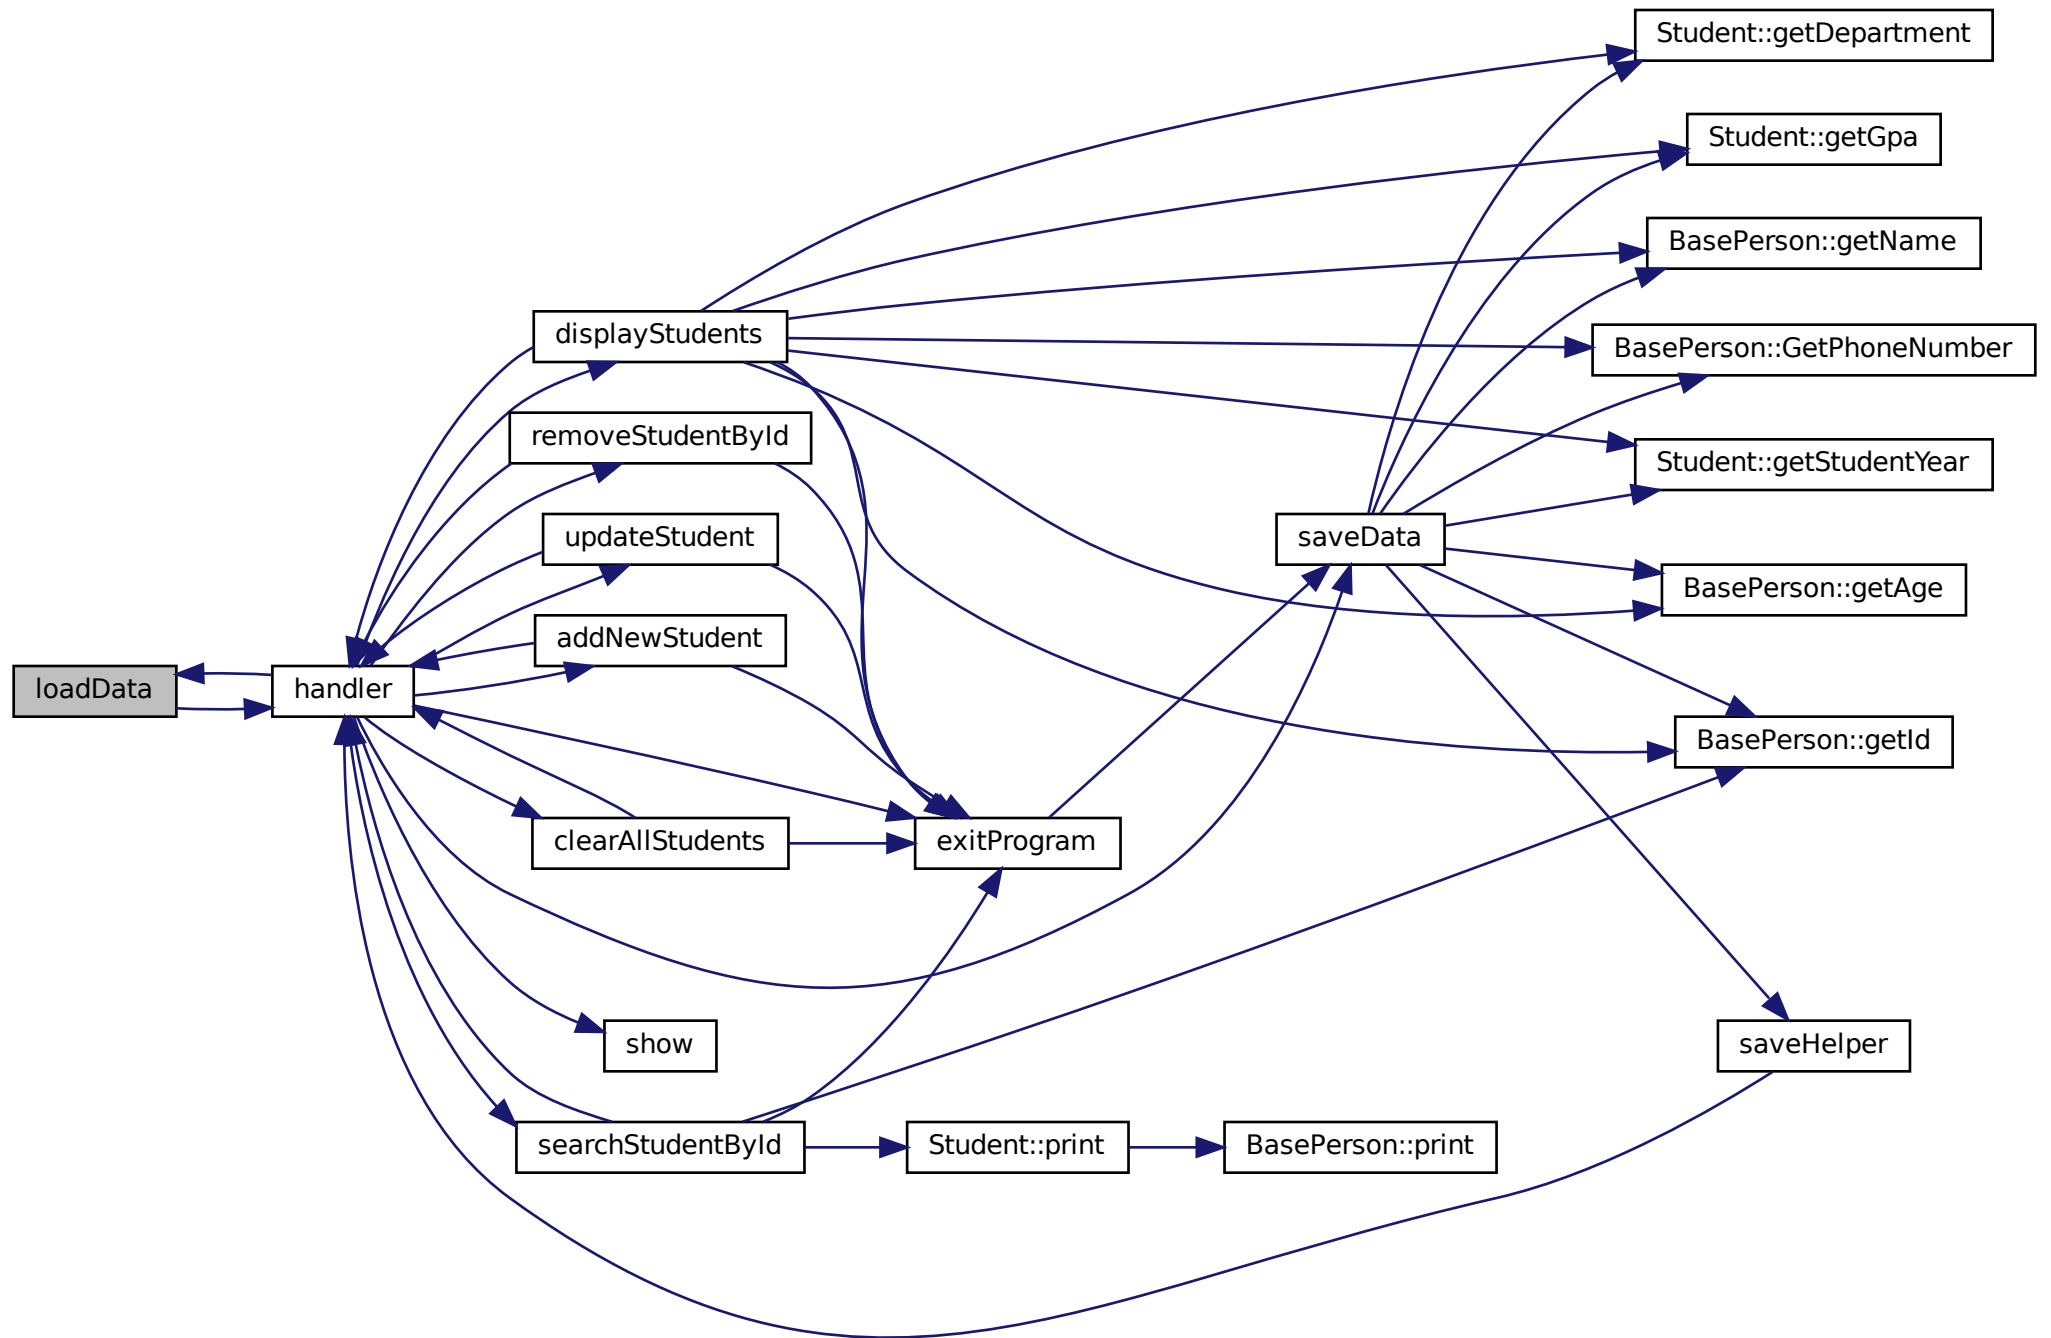 Student::getDepartment
Student::getGpa
BasePerson::getName
displayStudents
BasePerson::GetPhoneNumber
removeStudentById
Student::getStudentYear
updateStudent
saveData
BasePerson::getAge
addNewStudent
loadData
handler
BasePerson::getId
clearAllStudents
exitProgram
show
saveHelper
searchStudentById
Student::print
BasePerson::print